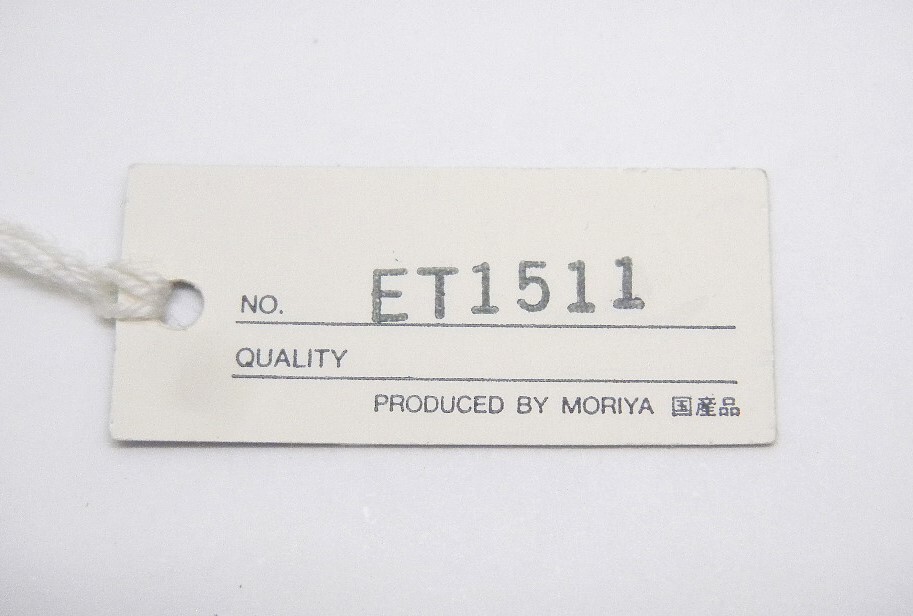 NO. ET1511
QUALITY
PRODUCED BY MORIYA 国産品